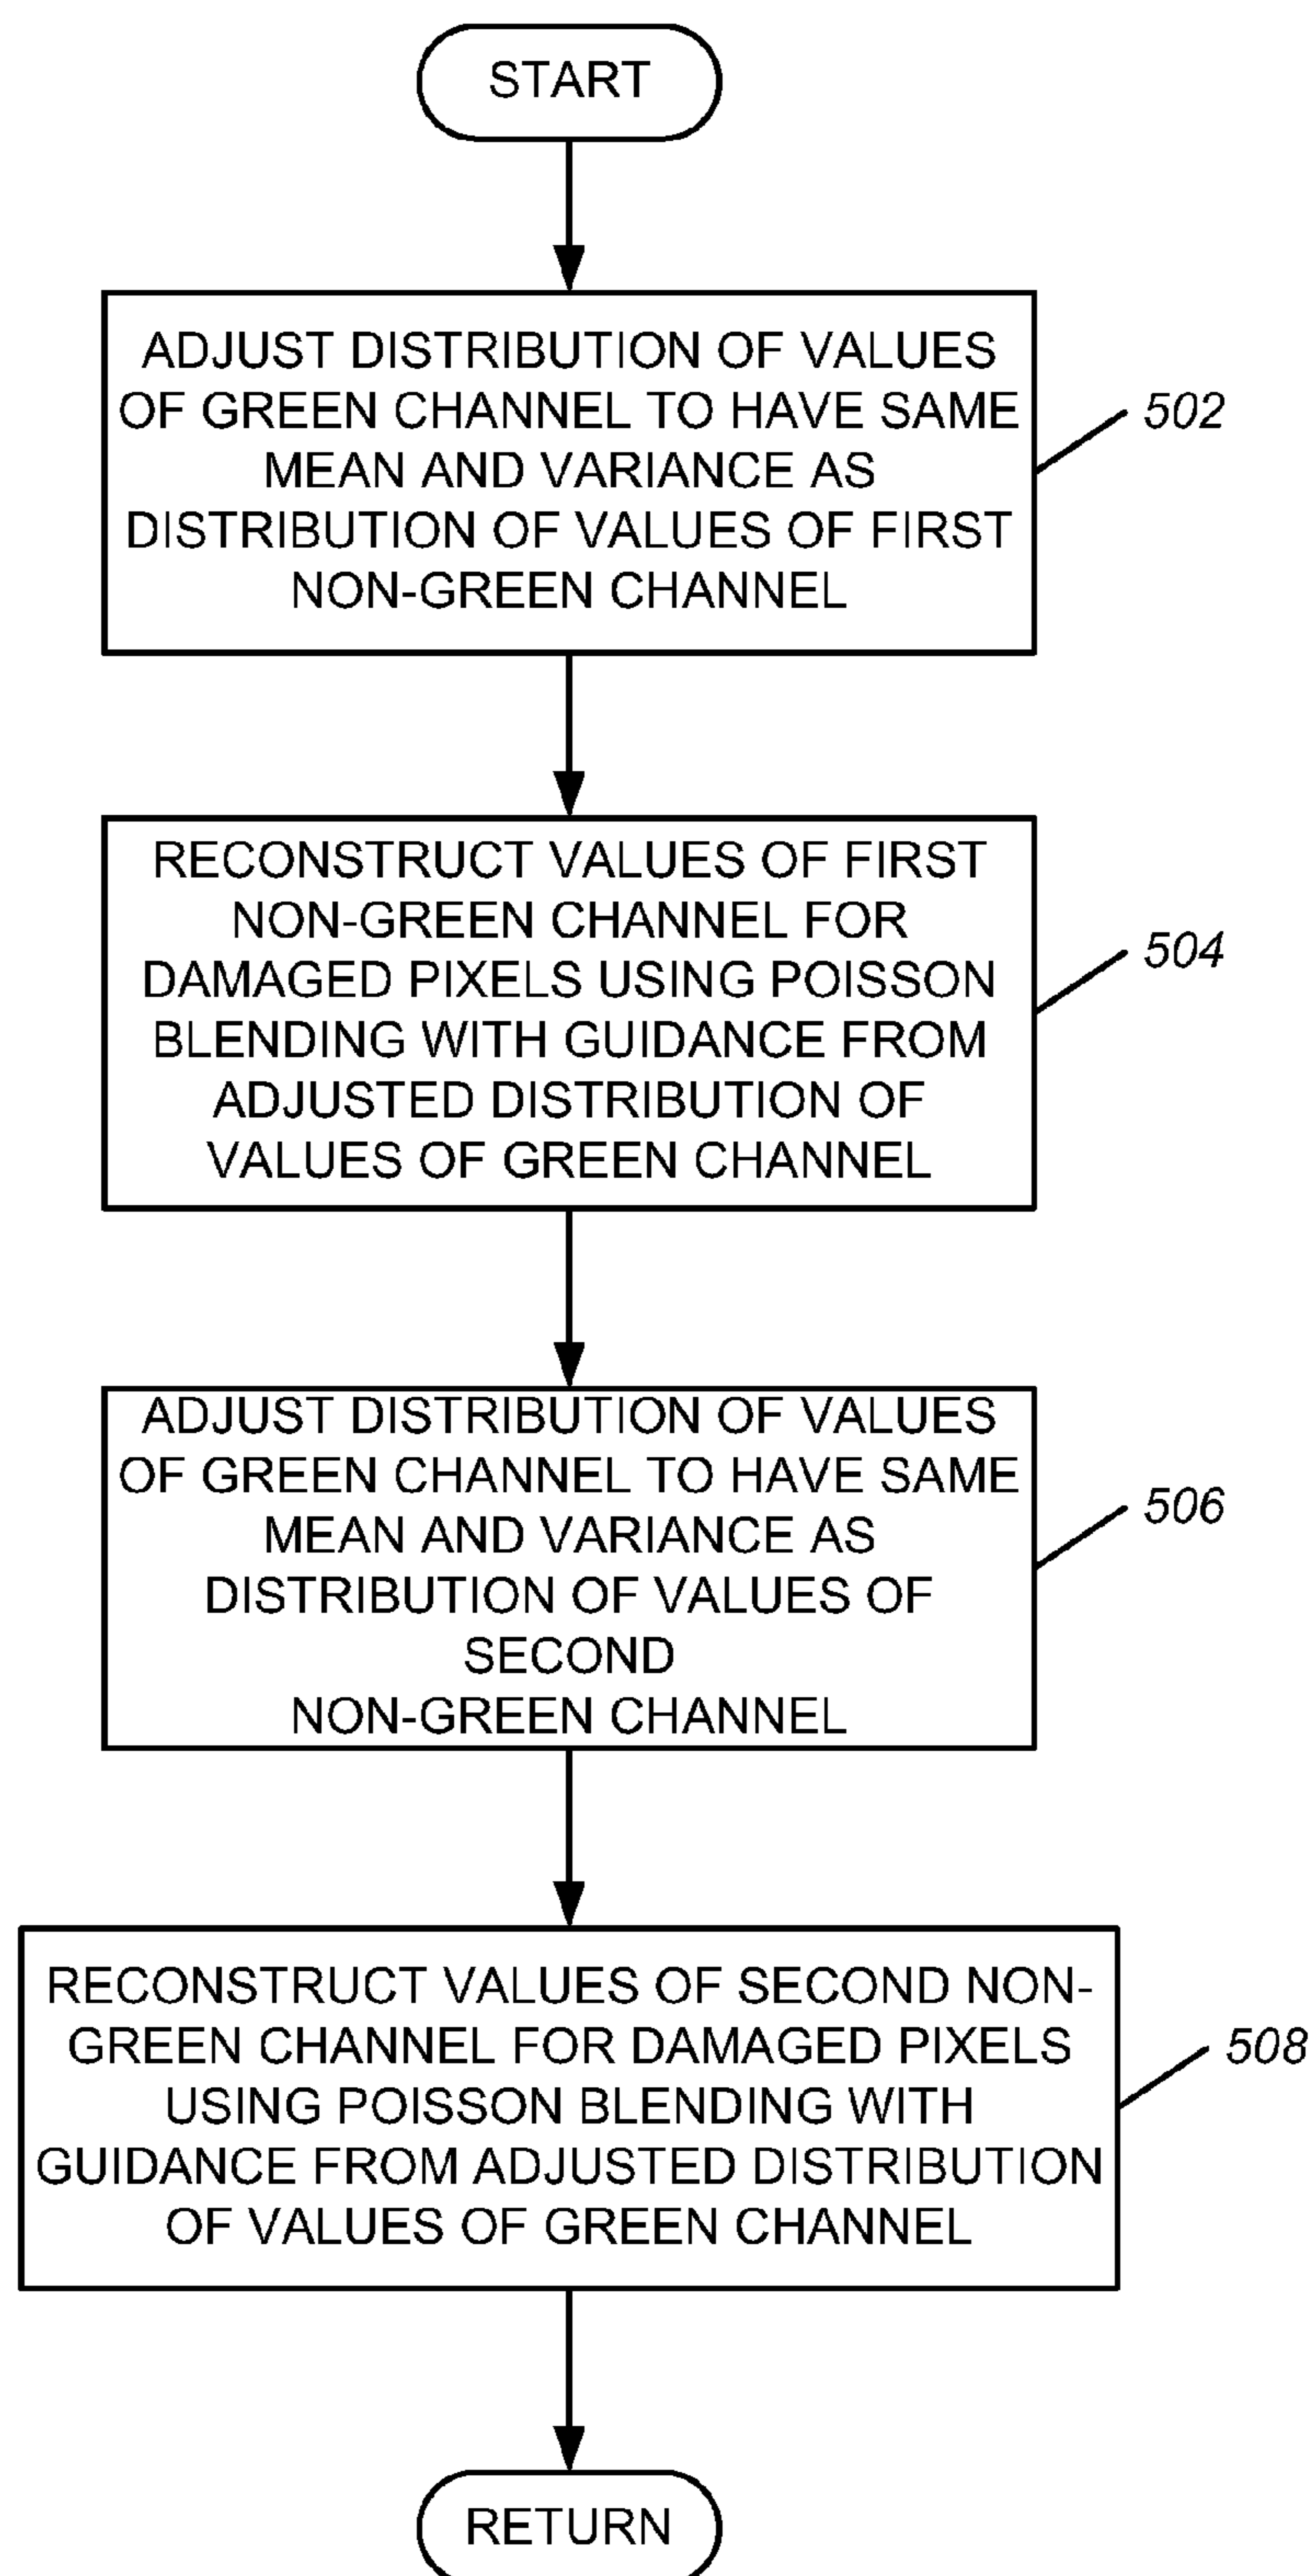 START
ADJUST DISTRIBUTION OF VALUES
OF GREEN CHANNEL TO HAVE SAME
MEAN AND VARIANCE AS
DISTRIBUTION OF VALUES OF FIRST
NON-GREEN CHANNEL
502
RECONSTRUCT VALUES OF FIRST
NON-GREEN CHANNEL FOR
DAMAGED PIXELS USING POISSON
BLENDING WITH GUIDANCE FROM
ADJUSTED DISTRIBUTION OF
VALUES OF GREEN CHANNEL
504
ADJUST DISTRIBUTION OF VALUES
OF GREEN CHANNEL TO HAVE SAME
MEAN AND VARIANCE AS
DISTRIBUTION OF VALUES OF
SECOND
NON-GREEN CHANNEL
506
RECONSTRUCT VALUES OF SECOND NON-
GREEN CHANNEL FOR DAMAGED PIXELS
USING POISSON BLENDING WITH
GUIDANCE FROM ADJUSTED DISTRIBUTION
OF VALUES OF GREEN CHANNEL
508
RETURN